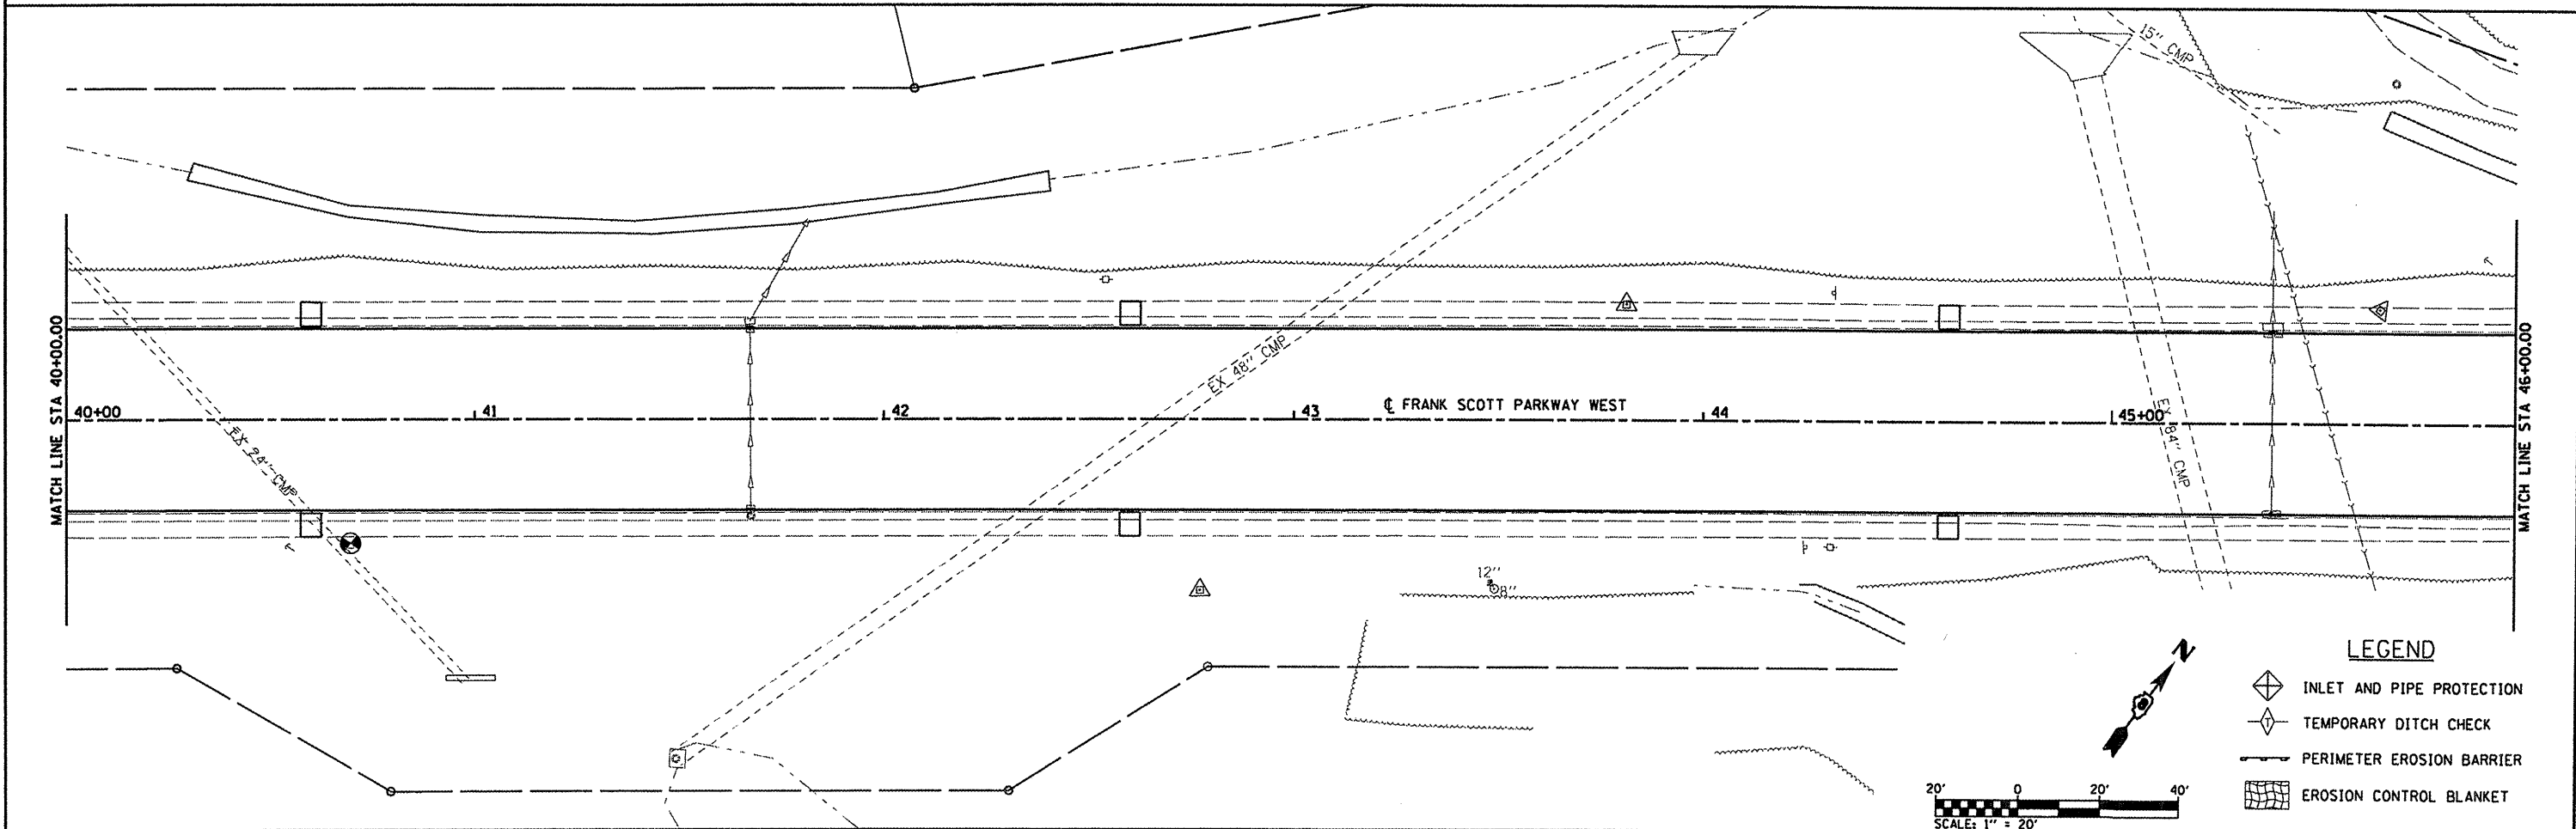 15" CMP
MATCH LINE STA 40+00.00
40+00
41
42
43
℄ FRANK SCOTT PARKWAY WEST
44
45+00
MATCH LINE STA 46+00.00
EX 24" CMP
EX 48" CMP
EX 84" CMP
12"
8"
N
LEGEND
INLET AND PIPE PROTECTION
T TEMPORARY DITCH CHECK
PERIMETER EROSION BARRIER
EROSION CONTROL BLANKET
20' 0 20' 40'
SCALE: 1" = 20'